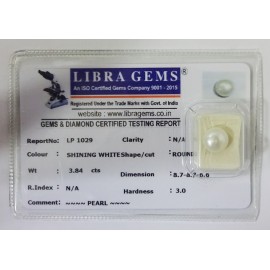 LIBRA GEMS
An ISO Certified Gems Company 9001 - 2015
Registered Under the Trade Marks with Govt. of India
website : www.libragems.co.in
GEMS & DIAMOND CERTIFIED TESTING REPORT
ReportNo: LP 1029 Clarity : N/A
Colour : SHINING WHITE Shape/cut : ROUND
Wt : 3.84 cts Dimension :
R.Index : N/A Hardness : 3.0
Comment : ~~~~ PEARL ~~~~